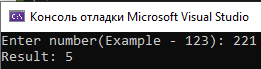 Консоль отладки Microsoft Visual Studio
Enter number(Example - 123): 221
Result: 5